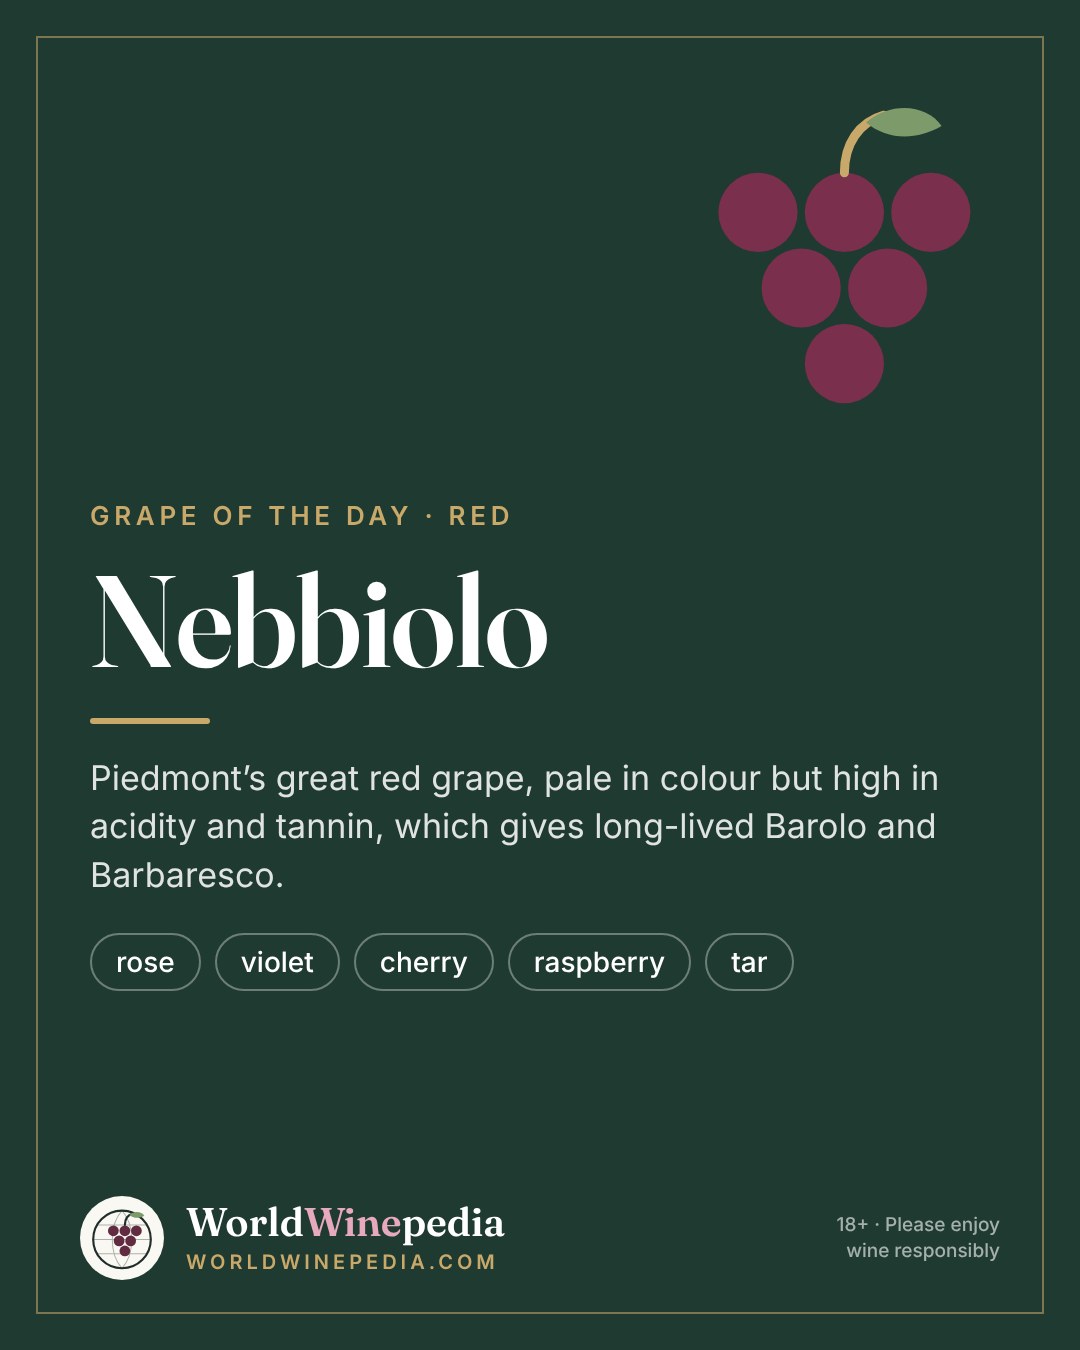 GRAPE OF THE DAY · RED
Nebbiolo
Piedmont’s great red grape, pale in colour but high in
acidity and tannin, which gives long-lived Barolo and
Barbaresco.
rose violet cherry raspberry tar
WorldWinepedia
WORLDWINEPEDIA.COM
18+ · Please enjoy
wine responsibly